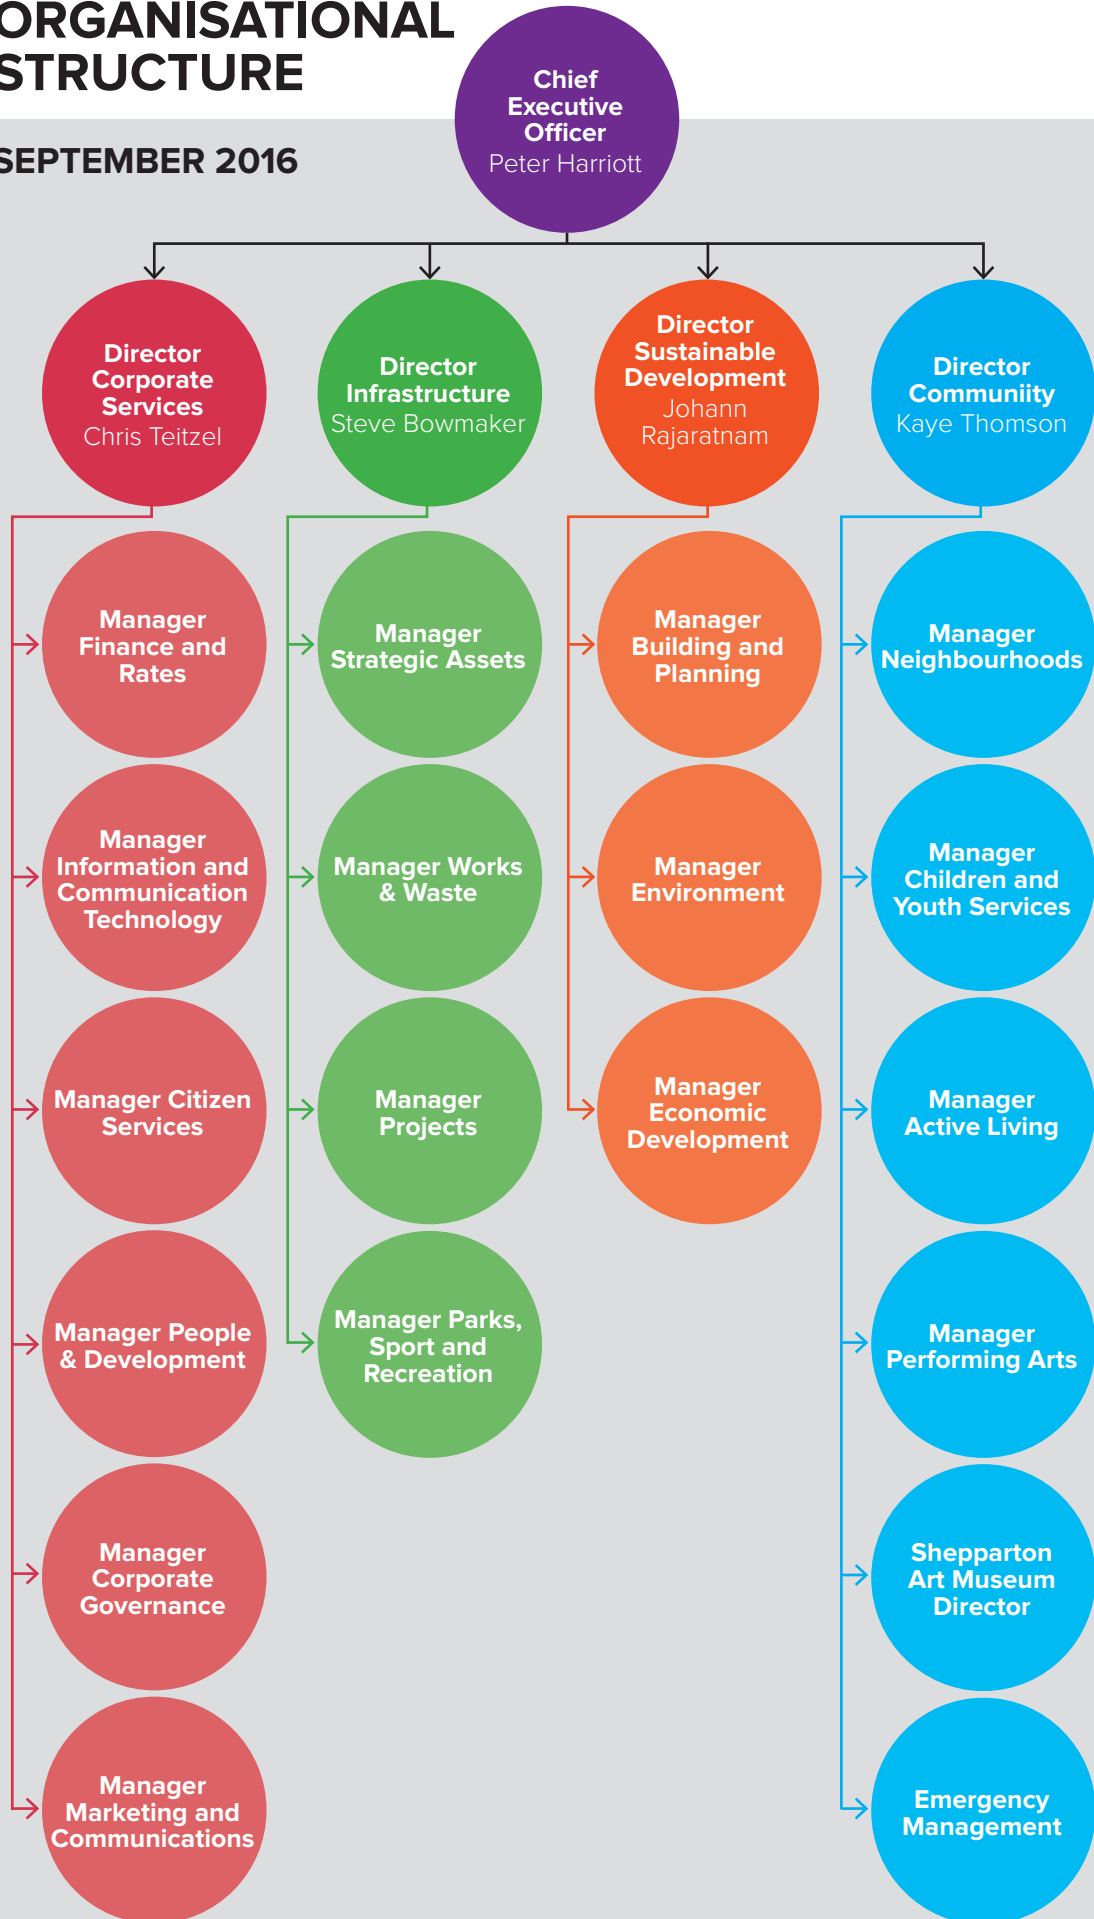 ORGANISATIONAL
STRUCTURE
SEPTEMBER 2016
Chief
Executive
Officer
Peter Harriott
Director
Corporate
Services
Chris Teitzel
Director
Infrastructure
Steve Bowmaker
Director
Sustainable
Development
Johann
Rajaratnam
Director
Communiity
Kaye Thomson
Manager
Finance and
Rates
Manager
Information and
Communication
Technology
Manager Citizen
Services
Manager People
& Development
Manager
Corporate
Governance
Manager
Marketing and
Communications
Manager
Strategic Assets
Manager Works
& Waste
Manager
Projects
Manager Parks,
Sport and
Recreation
Manager
Building and
Planning
Manager
Environment
Manager
Economic
Development
Manager
Neighbourhoods
Manager
Children and
Youth Services
Manager
Active Living
Manager
Performing Arts
Shepparton
Art Museum
Director
Emergency
Management